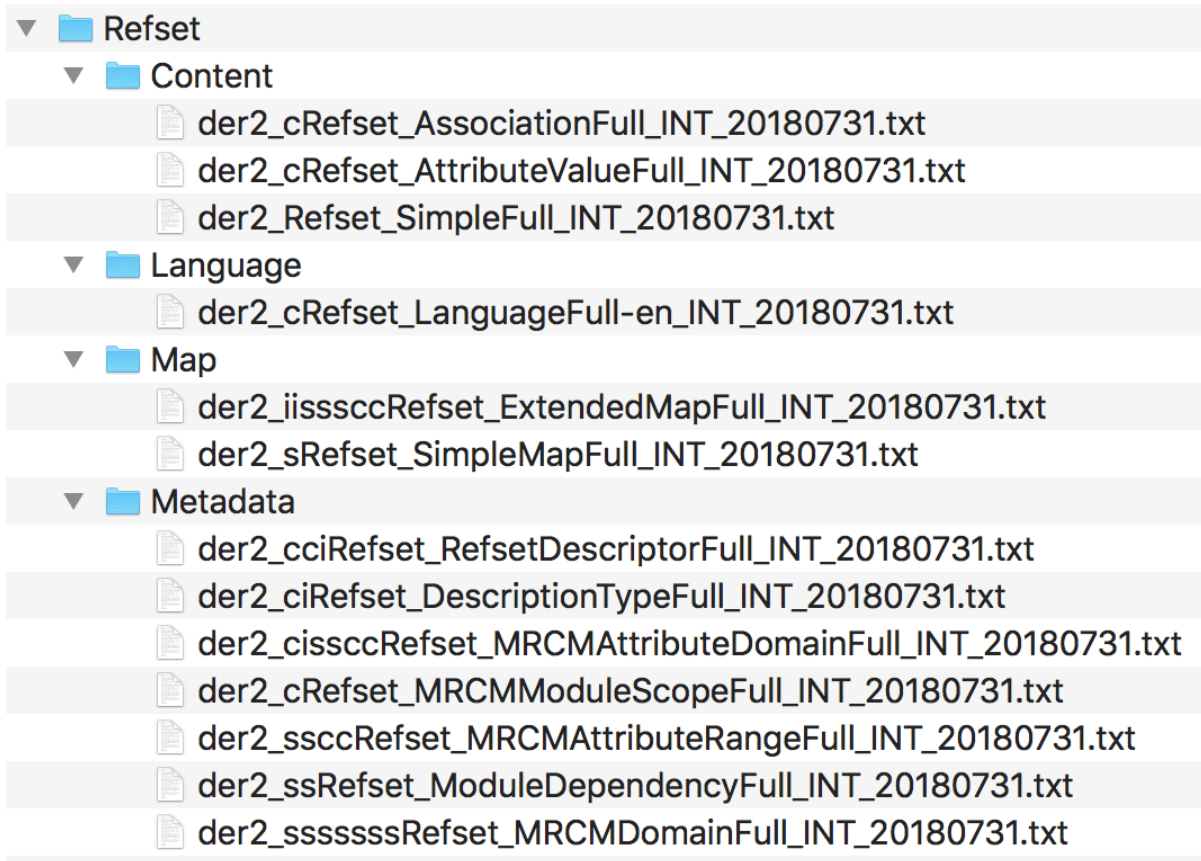 Refset
Content
der2_cRefset_AssociationFull_INT_20180731.txt
der2_cRefset_AttributeValueFull_INT_20180731.txt
der2_Refset_SimpleFull_INT_20180731.txt
Language
der2_cRefset_LanguageFull-en_INT_20180731.txt
Map
der2_iisssccRefset_ExtendedMapFull_INT_20180731.txt
der2_sRefset_SimpleMapFull_INT_20180731.txt
Metadata
der2_cciRefset_RefsetDescriptorFull_INT_20180731.txt
der2_ciRefset_DescriptionTypeFull_INT_20180731.txt
der2_cissccRefset_MRCMAttributeDomainFull_INT_20180731.txt
der2_cRefset_MRCMModuleScopeFull_INT_20180731.txt
der2_ssccRefset_MRCMAttributeRangeFull_INT_20180731.txt
der2_ssRefset_ModuleDependencyFull_INT_20180731.txt
der2_sssssssRefset_MRCMDomainFull_INT_20180731.txt